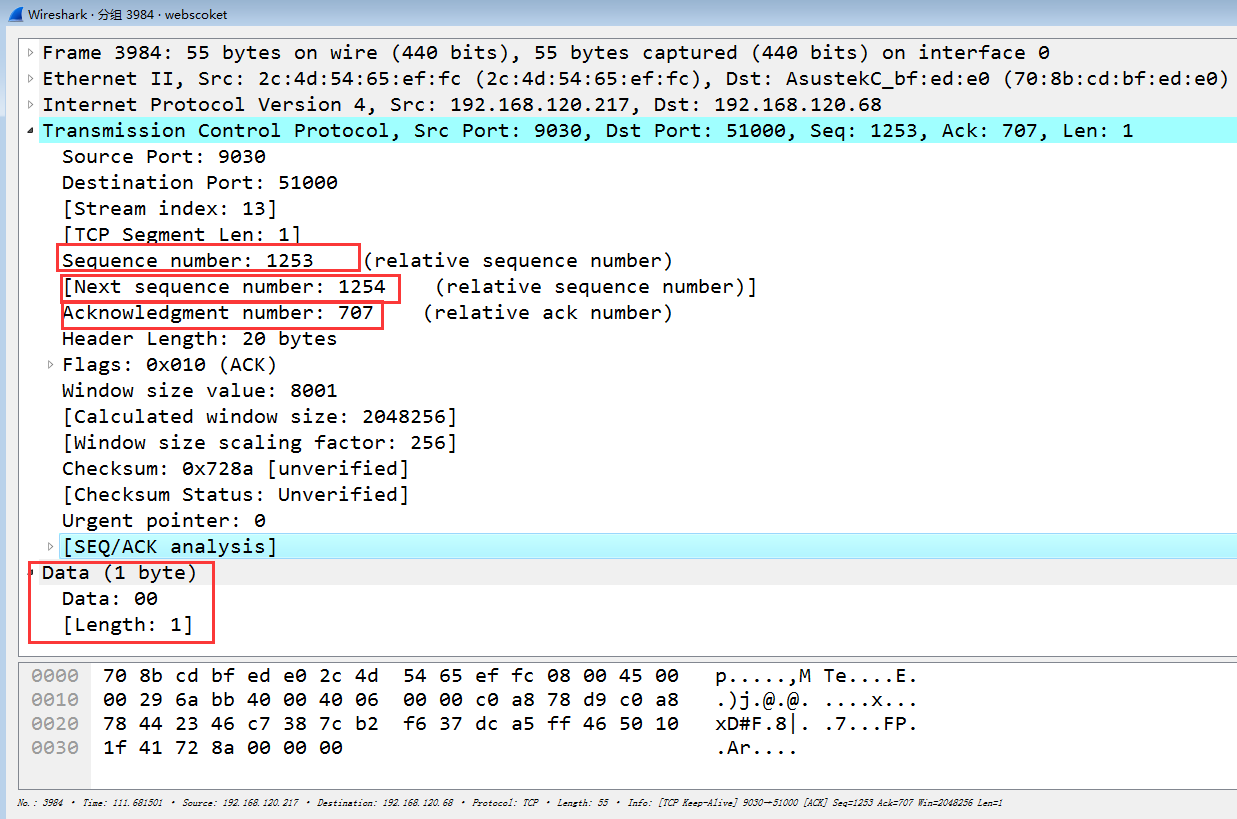 Wireshark · 分组 3984 · webscoket
Frame 3984: 55 bytes on wire (440 bits), 55 bytes captured (440 bits) on interface 0
Ethernet II, Src: 2c:4d:54:65:ef:fc (2c:4d:54:65:ef:fc), Dst: AsustekC_bf:ed:e0 (70:8b:cd:bf:ed:e0)
Internet Protocol Version 4, Src: 192.168.120.217, Dst: 192.168.120.68
Transmission Control Protocol, Src Port: 9030, Dst Port: 51000, Seq: 1253, Ack: 707, Len: 1
Source Port: 9030
Destination Port: 51000
[Stream index: 13]
[TCP Segment Len: 1]
Sequence number: 1253    (relative sequence number)
[Next sequence number: 1254    (relative sequence number)]
Acknowledgment number: 707    (relative ack number)
Header Length: 20 bytes
Flags: 0x010 (ACK)
Window size value: 8001
[Calculated window size: 2048256]
[Window size scaling factor: 256]
Checksum: 0x728a [unverified]
[Checksum Status: Unverified]
Urgent pointer: 0
[SEQ/ACK analysis]
Data (1 byte)
Data: 00
[Length: 1]
0000  70 8b cd bf ed e0 2c 4d  54 65 ef fc 08 00 45 00  p.....,M Te....E.
0010  00 29 6a bb 40 00 40 06  00 00 c0 a8 78 d9 c0 a8  .)j.@.@. ....x...
0020  78 44 23 46 c7 38 7c b2  f6 37 dc a5 ff 46 50 10  xD#F.8|. .7...FP.
0030  1f 41 72 8a 00 00 00  .Ar....
No.: 3984 · Time: 111.681501 · Source: 192.168.120.217 · Destination: 192.168.120.68 · Protocol: TCP · Length: 55 · Info: [TCP Keep-Alive] 9030→51000 [ACK] Seq=1253 Ack=707 Win=2048256 Len=1